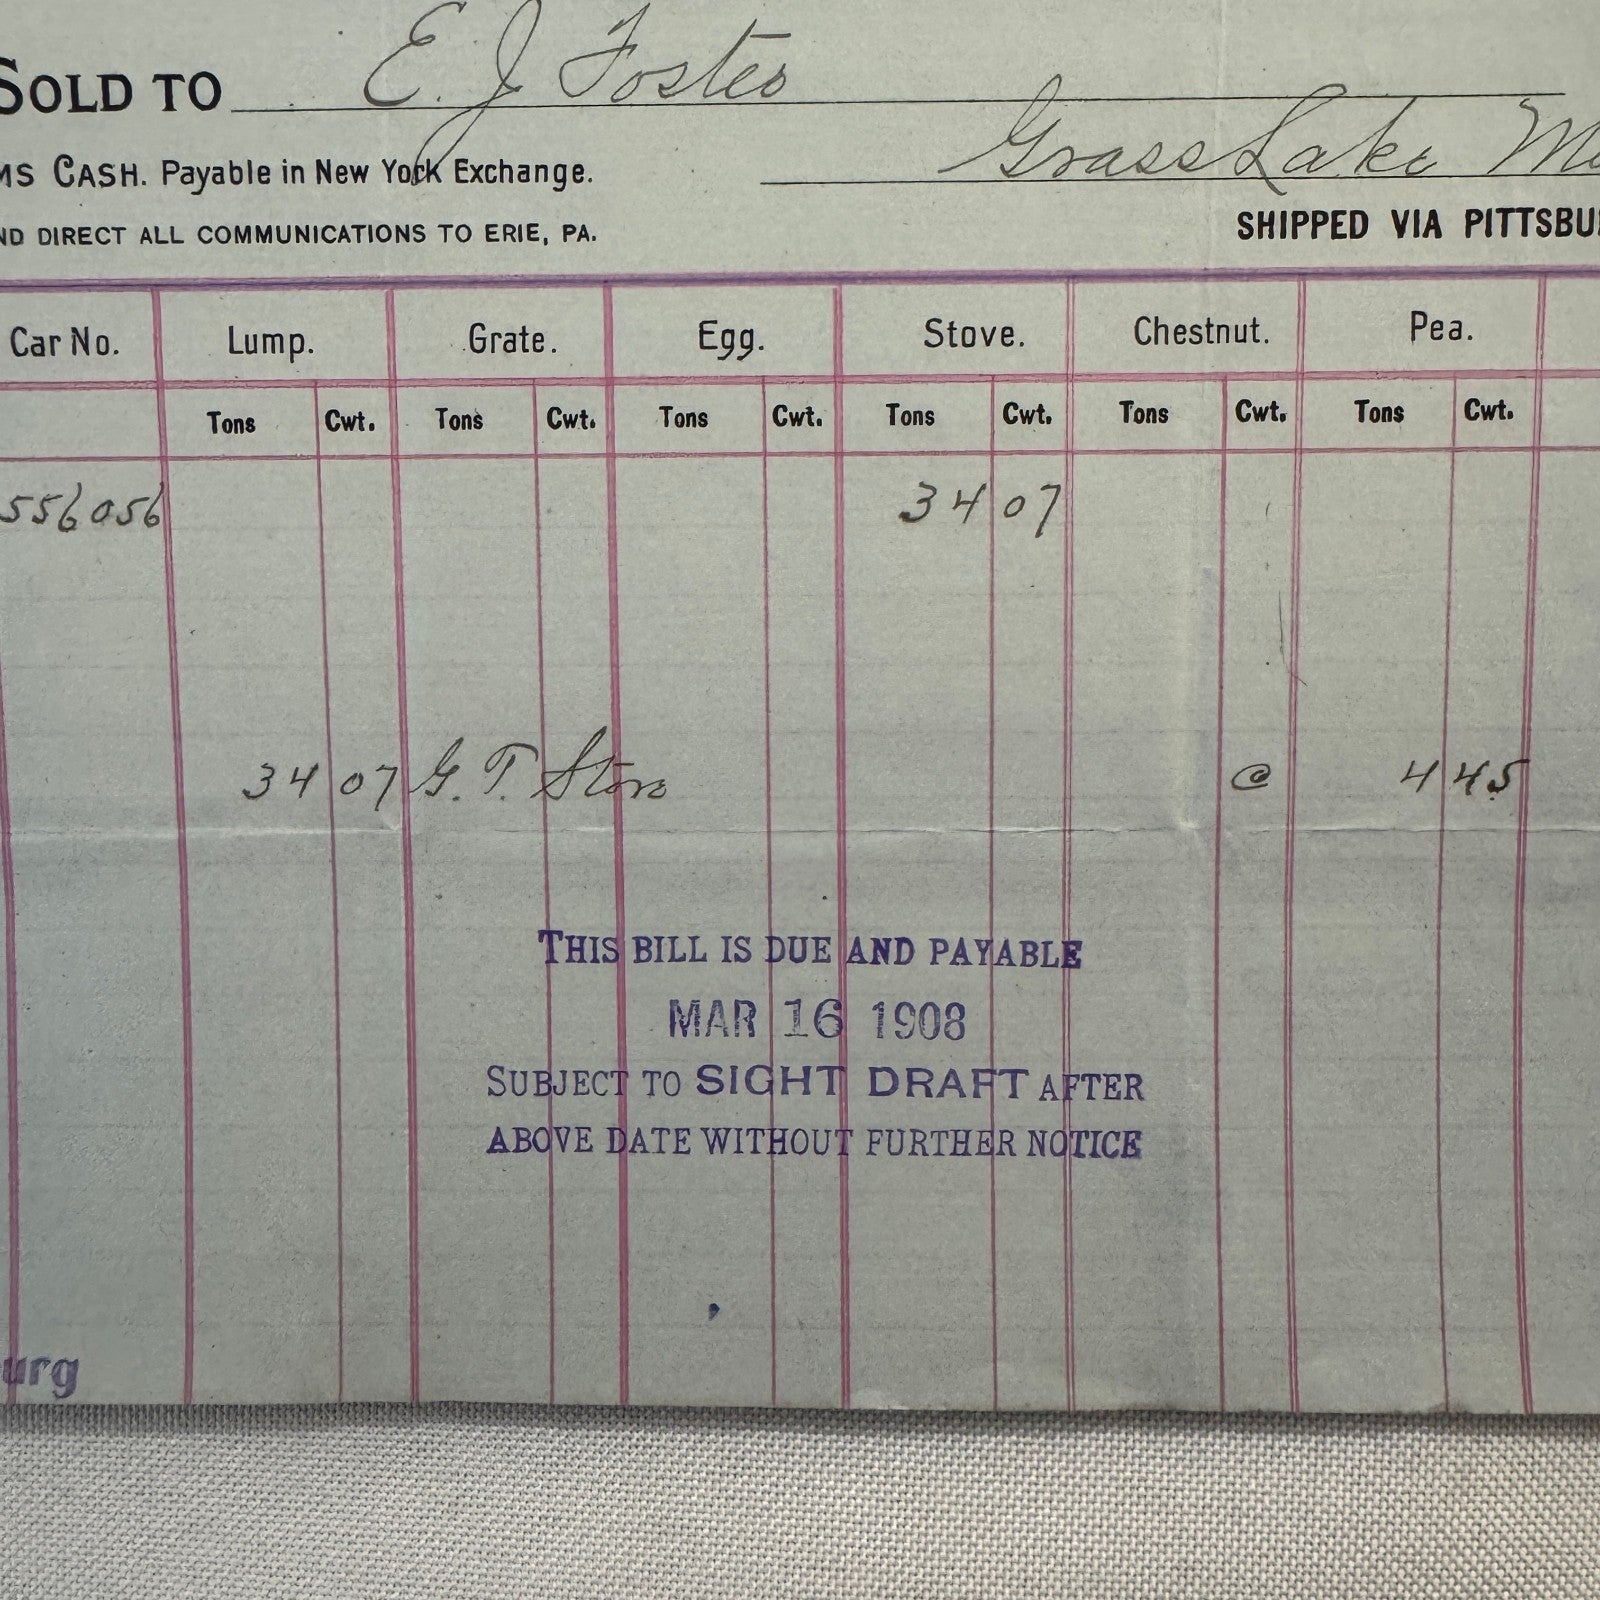 SOLD TO E. J Foster
Grass Lake
MS CASH. Payable in New York Exchange.
ND DIRECT ALL COMMUNICATIONS TO ERIE, PA.
SHIPPED VIA PITTSBU
Car No. Lump. Grate. Egg. Stove. Chestnut. Pea.
Tons Cwt. Tons Cwt. Tons Cwt. Tons Cwt. Tons Cwt. Tons Cwt.
556056 34 07
34 07 G. T. Stove @ 4 45
THIS BILL IS DUE AND PAYABLE
MAR 16 1908
SUBJECT TO SIGHT DRAFT AFTER
ABOVE DATE WITHOUT FURTHER NOTICE
urg